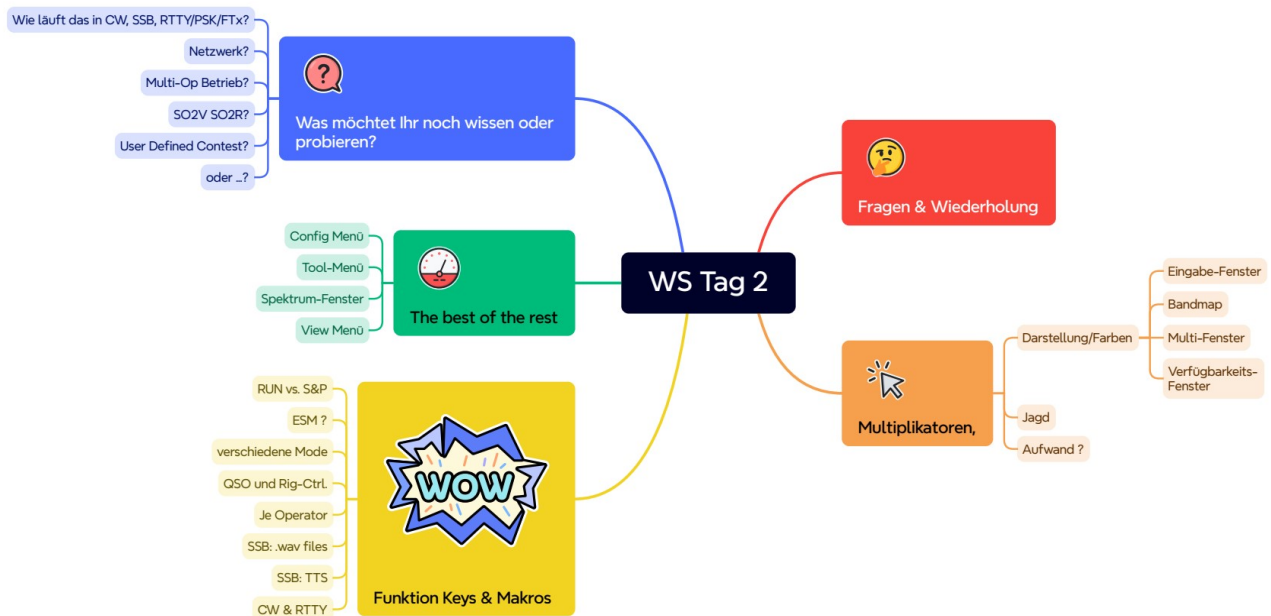 Wie läuft das in CW, SSB, RTTY/PSK/FTx?
Netzwerk?
Multi-Op Betrieb?
SO2V SO2R?
User Defined Contest?
oder ...?
?
Was möchtet Ihr noch wissen oder
probieren?
Config Menü
Tool-Menü
Spektrum-Fenster
View Menü
The best of the rest
RUN vs. S&P
ESM ?
verschiedene Mode
QSO und Rig-Ctrl.
Je Operator
SSB: .wav files
SSB: TTS
CW & RTTY
WOW
Funktion Keys & Makros
WS Tag 2
Fragen & Wiederholung
Multiplikatoren,
Darstellung/Farben
Eingabe-Fenster
Bandmap
Multi-Fenster
Verfügbarkeits-
Fenster
Jagd
Aufwand ?